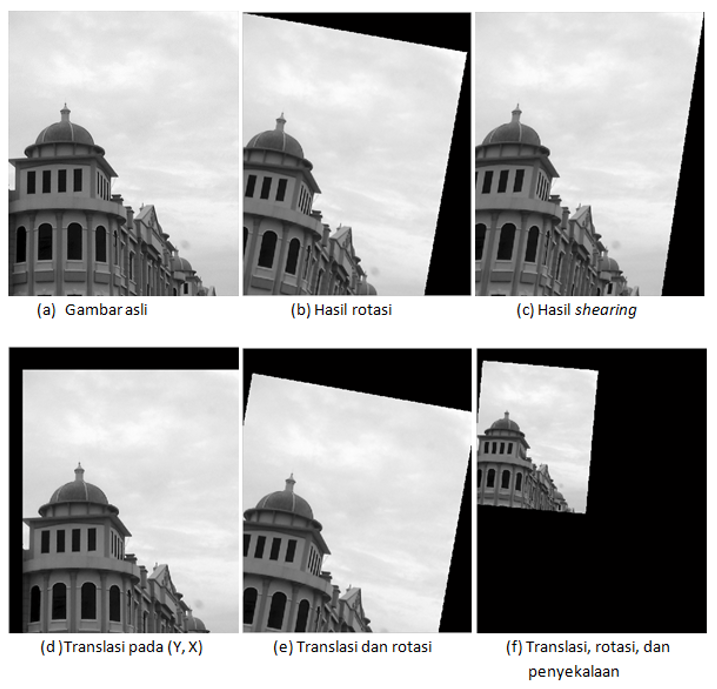 (a) Gambar asli
(b) Hasil rotasi
(c) Hasil shearing
(d )Translasi pada (Y, X)
(e) Translasi dan rotasi
(f) Translasi, rotasi, dan
penyekalaan